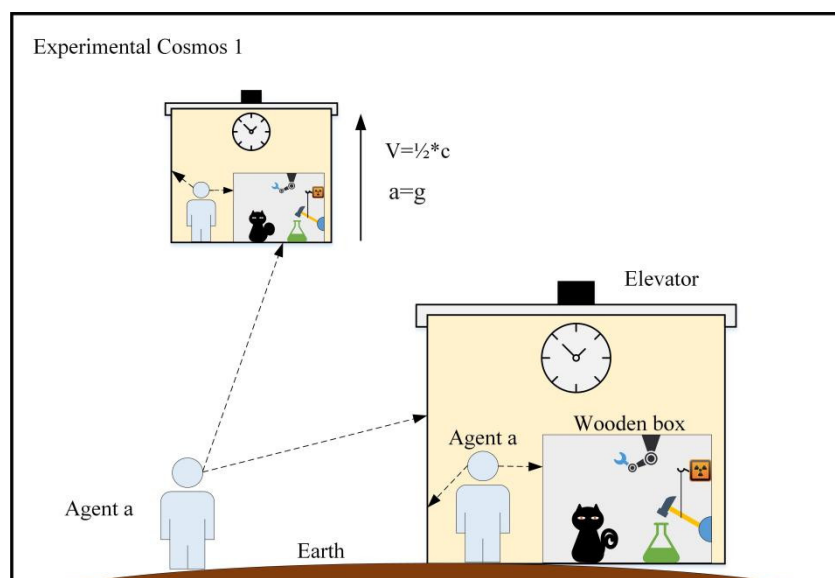 Experimental Cosmos 1
V=½*c
a=g
Elevator
Wooden box
Agent a
Agent a
Earth